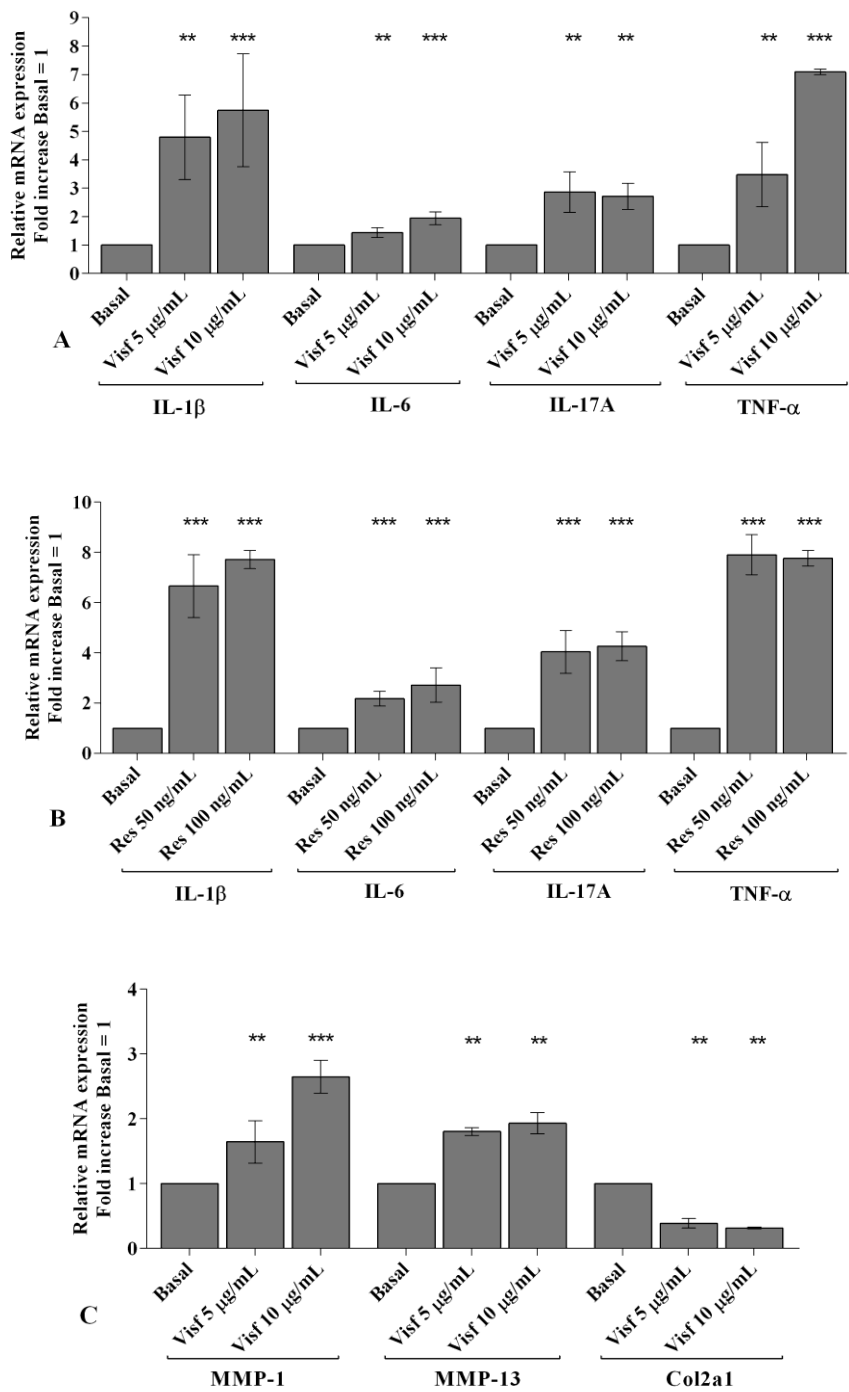 Relative mRNA expression
Fold increase Basal = 1
9
8
7
6
5
4
3
2
1
0
** *** ** *** ** ** ** ***
Basal Visf 5 µg/mL Visf 10 µg/mL Basal Visf 5 µg/mL Visf 10 µg/mL Basal Visf 5 µg/mL Visf 10 µg/mL Basal Visf 5 µg/mL Visf 10 µg/mL
A
IL-1β IL-6 IL-17A TNF-α
Relative mRNA expression
Fold increase Basal = 1
10
8
6
4
2
0
*** *** *** *** *** *** *** ***
Basal Res 50 ng/mL Res 100 ng/mL Basal Res 50 ng/mL Res 100 ng/mL Basal Res 50 ng/mL Res 100 ng/mL Basal Res 50 ng/mL Res 100 ng/mL
B
IL-1β IL-6 IL-17A TNF-α
Relative mRNA expression
Fold increase Basal = 1
4
3
2
1
0
** *** ** ** ** **
Basal Visf 5 µg/mL Visf 10 µg/mL Basal Visf 5 µg/mL Visf 10 µg/mL Basal Visf 5 µg/mL Visf 10 µg/mL
C
MMP-1 MMP-13 Col2a1